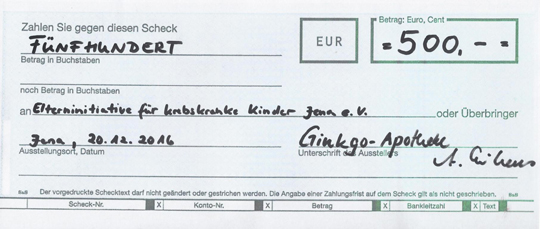 Zahlen Sie gegen diesen Scheck
Betrag: Euro, Cent
FÜNFHUNDERT
EUR
= 500,-- =
Betrag in Buchstaben
noch Betrag in Buchstaben
an Elterninitiative für krebskranke Kinder Jena e.V. oder Überbringer
Jena, 20.12.2016
Ginkgo-Apotheke
Ausstellungsort, Datum
Unterschrift des Ausstellers
Der vorgedruckte Schecktext darf nicht geändert oder gestrichen werden. Die Angabe einer Zahlungsfrist auf dem Scheck gilt als nicht geschrieben.
Scheck-Nr. X Konto-Nr. X Betrag X Bankleitzahl X Text